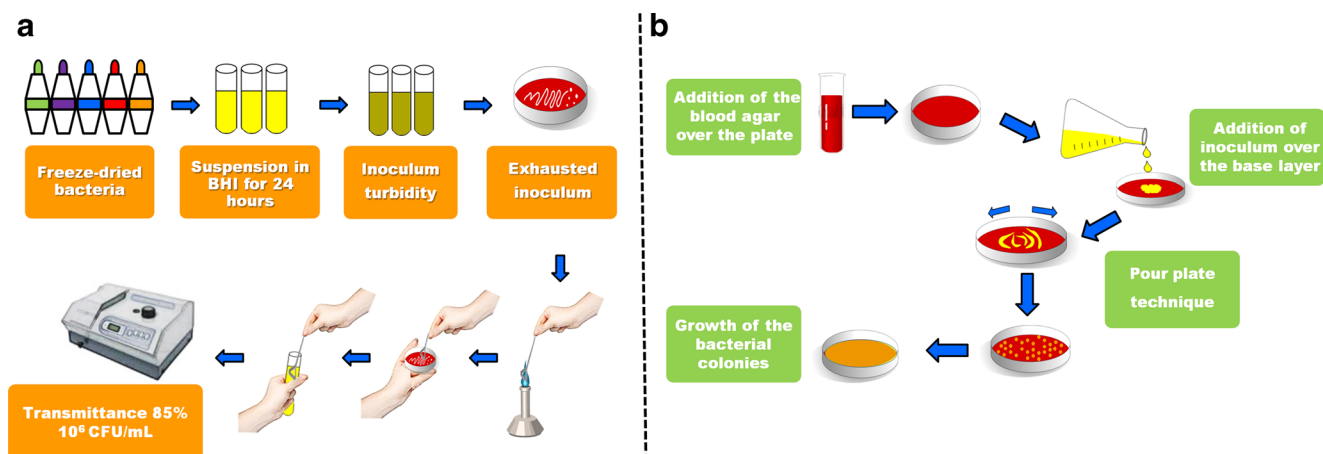 a
Freeze-dried
bacteria
Suspension in
BHI for 24
hours
Inoculum
turbidity
Exhausted
inoculum
Transmittance 85%
10⁶ CFU/mL
b
Addition of the
blood agar
over the plate
Addition of
inoculum over
the base layer
Pour plate
technique
Growth of the
bacterial
colonies